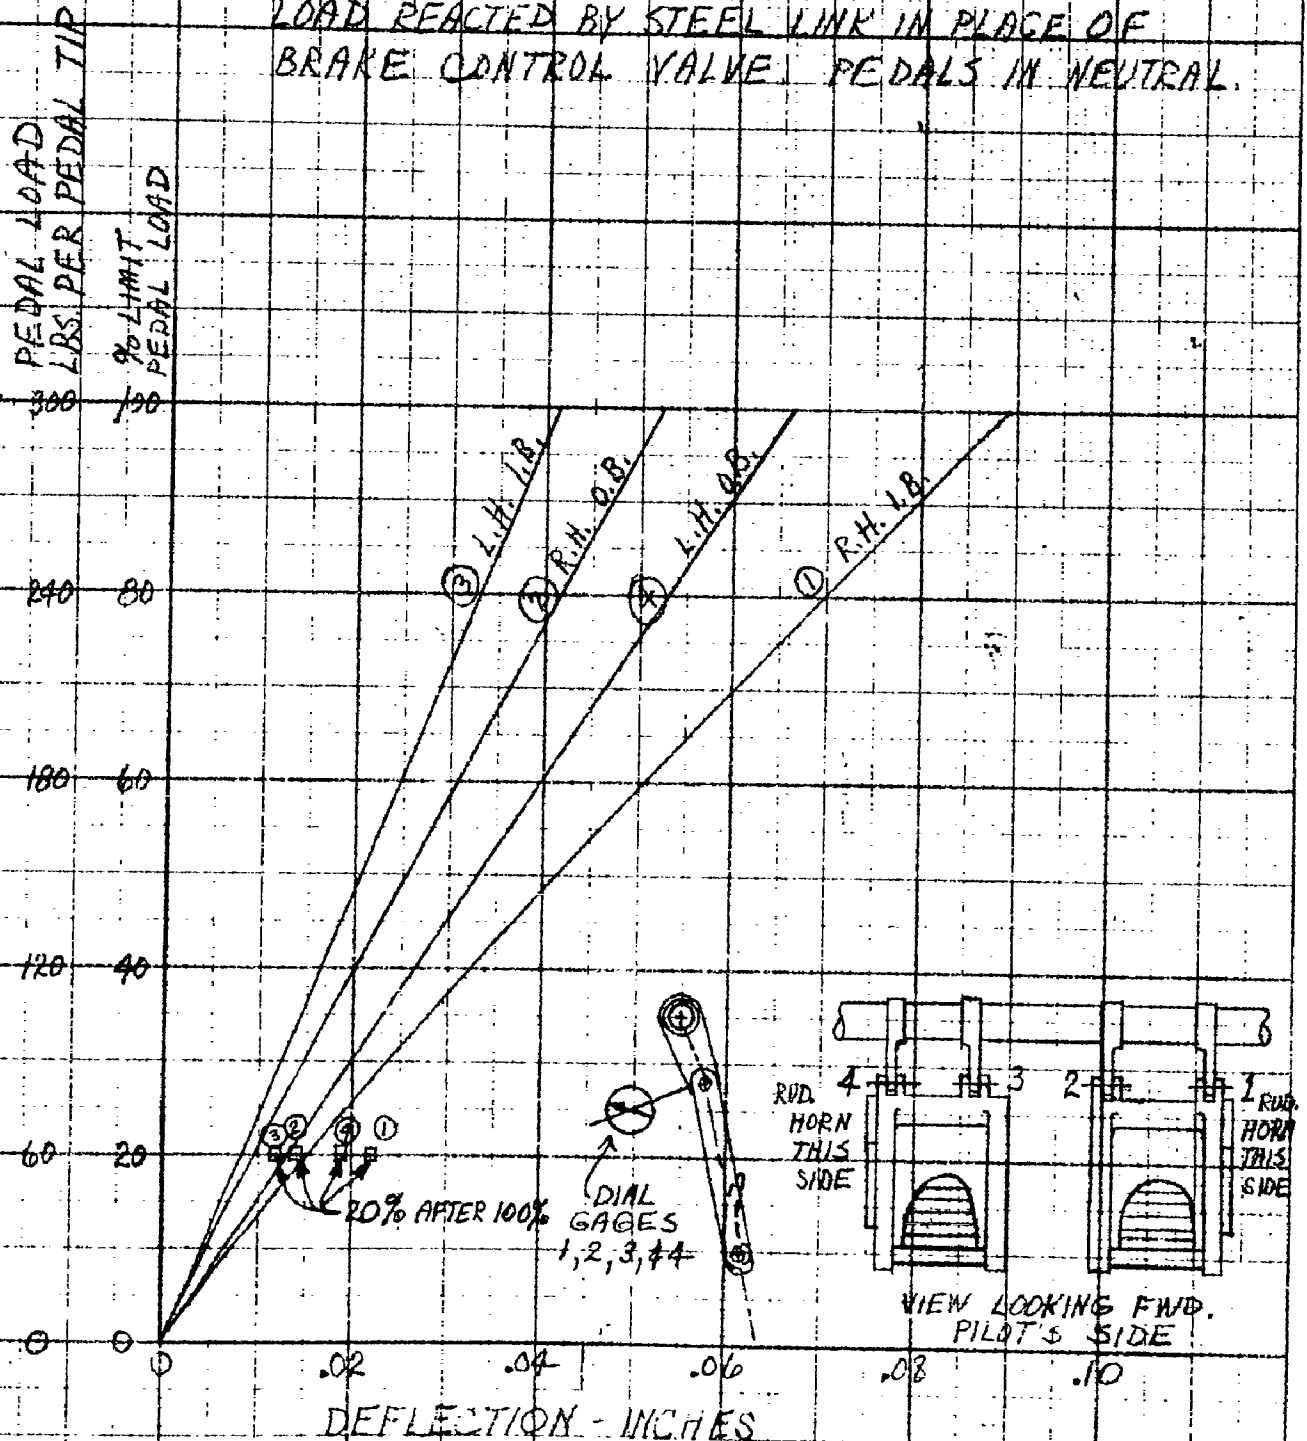 LOAD REACTED BY STEEL LINK IN PLACE OF
BRAKE CONTROL VALVE. PEDALS IN NEUTRAL.
PEDAL LOAD
LBS. PER PEDAL TIP
% LIMIT
PEDAL LOAD
300 100
240 80
180 60
120 40
60 20
0 0
3 L.H. I.B.
2 R.H. O.B.
4 L.H. O.B.
1 R.H. I.B.
3 2 4 1
20% AFTER 100%
DIAL
GAGES
1, 2, 3, 44
4 3 2 1
RUD.
HORN
THIS
SIDE
RUD.
HORN
THIS
SIDE
VIEW LOOKING FWD.
PILOT'S SIDE
0 .02 .04 .06 .08 .10
DEFLECTION - INCHES